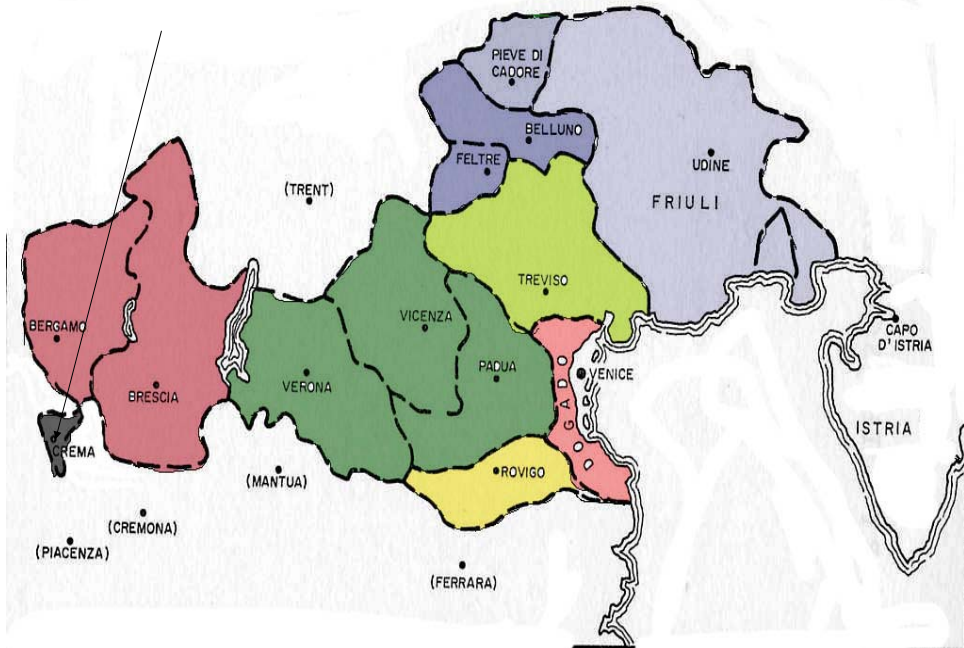 PIEVE DI
CADORE
BELLUNO
FELTRE
UDINE
(TRENT)
FRIULI
TREVISO
VICENZA
BERGAMO
CAPO
D'ISTRIA
PADUA
VENICE
VERONA
BRESCIA
DOGADO
ISTRIA
CREMA
ROVIGO
(MANTUA)
(CREMONA)
(PIACENZA)
(FERRARA)